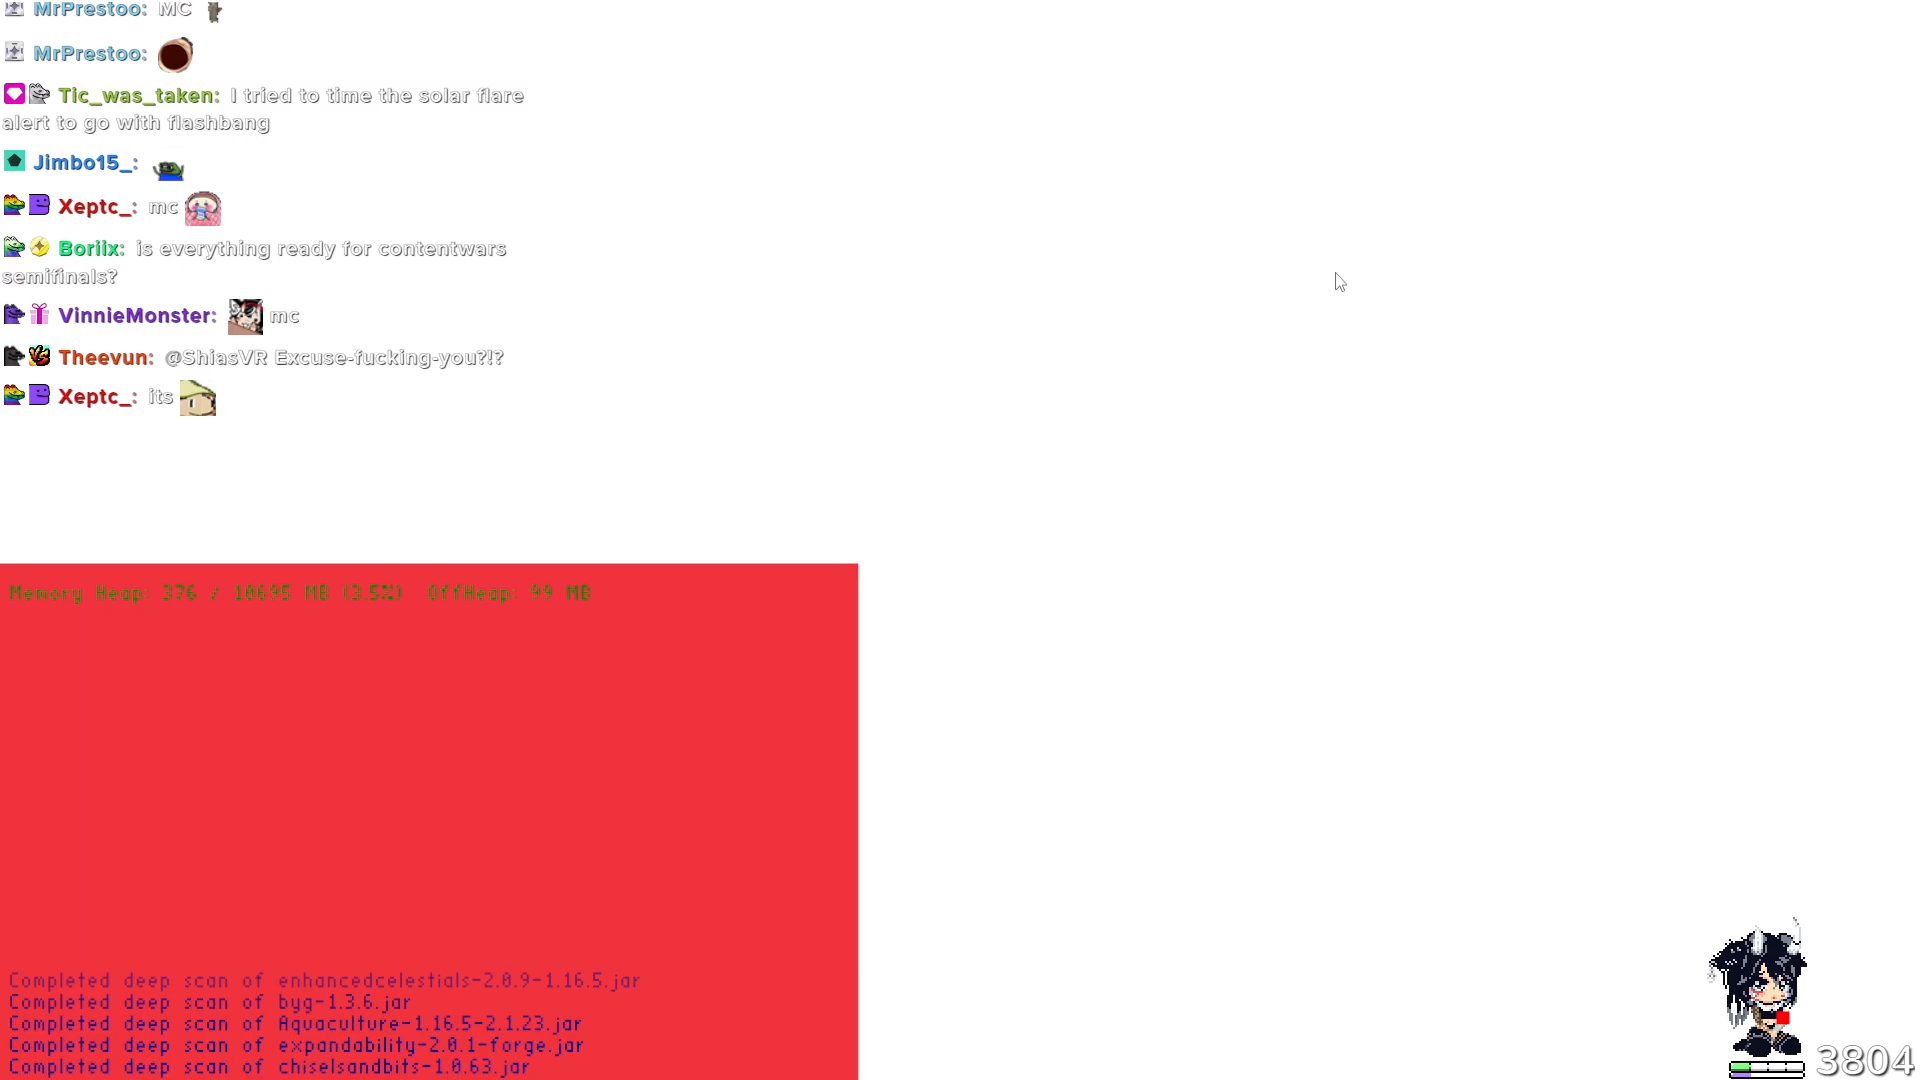 MrPrestoo: MC
MrPrestoo:
Tic_was_taken: I tried to time the solar flare
alert to go with flashbang
Jimbo15_:
Xeptc_: mc
Boriix: is everything ready for contentwars
semifinals?
VinnieMonster: mc
Theevun: @ShiasVR Excuse-fucking-you?!?
Xeptc_: its
Memory Heap: 376 / 10695 MB (3.5%) OffHeap: 99 MB
Completed deep scan of enhancedcelestials-2.0.9-1.16.5.jar
Completed deep scan of byg-1.3.6.jar
Completed deep scan of Aquaculture-1.16.5-2.1.23.jar
Completed deep scan of expandability-2.0.1-forge.jar
Completed deep scan of chiselsandbits-1.0.63.jar
3804